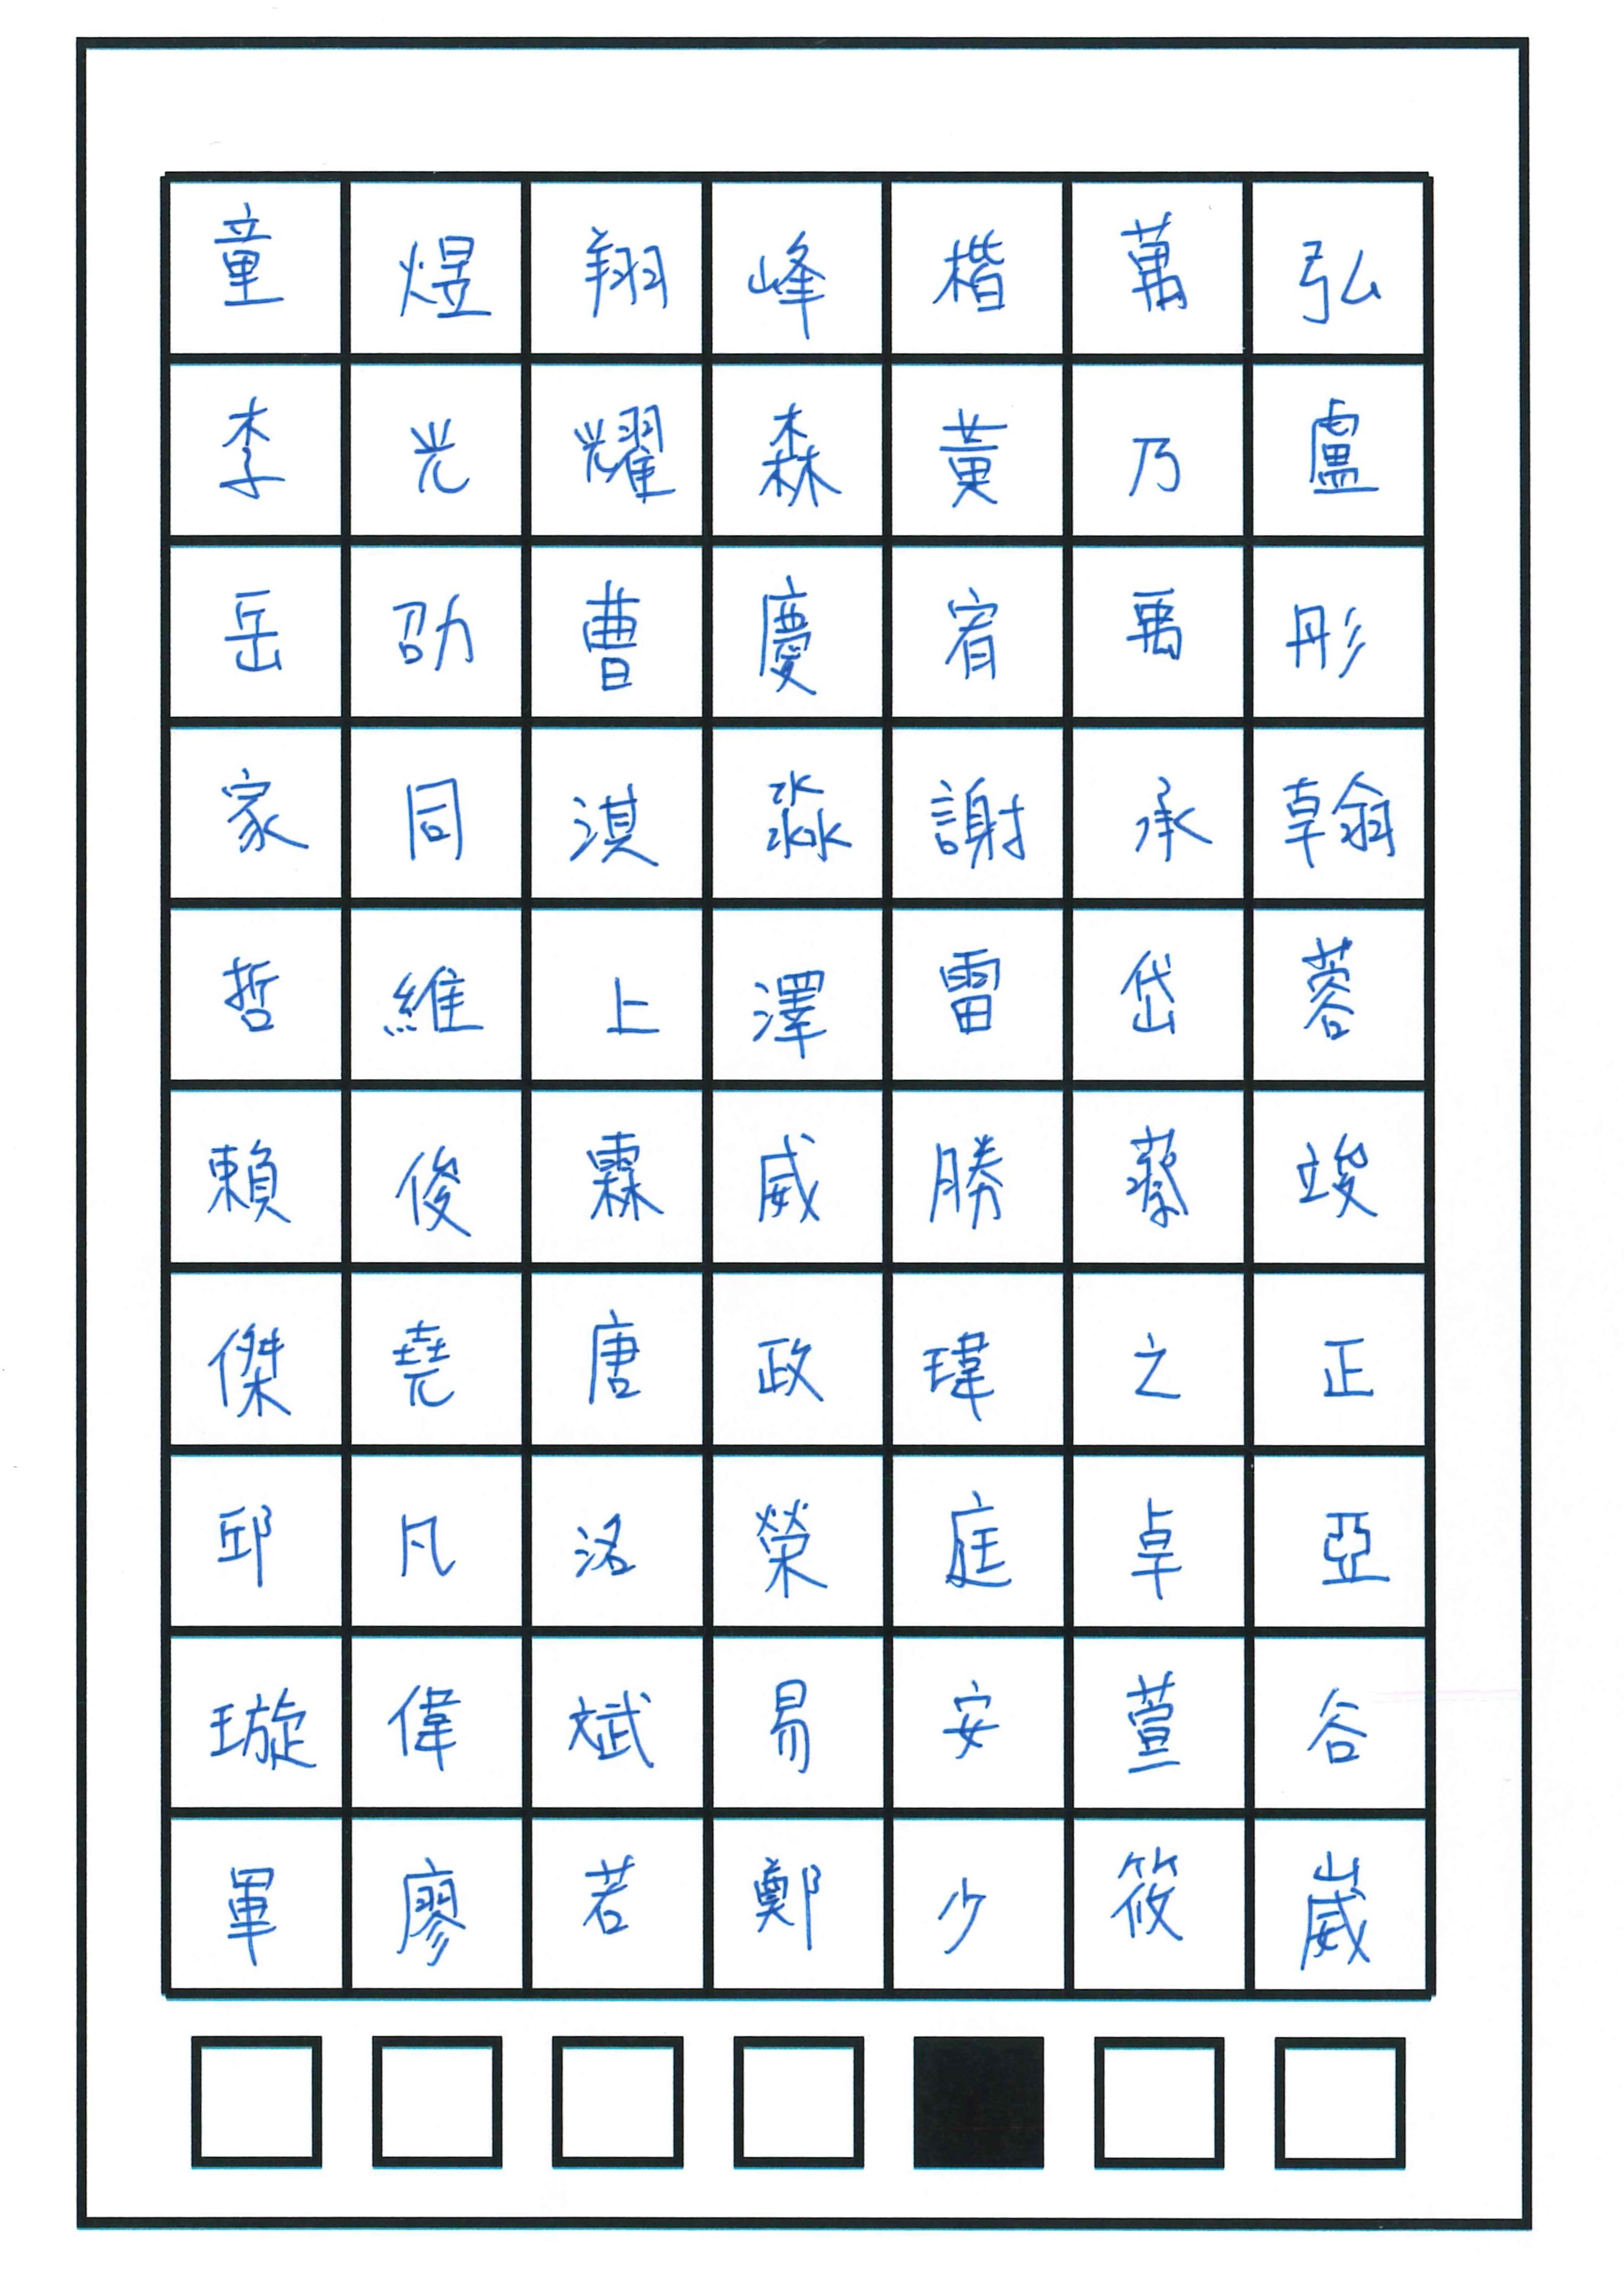 童煜翔峰楷萬弘
李光耀森黃乃盧
岳劭曹慶宥禹彤
家同淇淼謝承翰
哲維上澤雷岱蓉
賴俊霖威勝蔡竣
傑堯唐政瑋之正
邱凡洺榮庭卓亞
璇偉斌易安萱谷
軍廖若鄭少筱崴